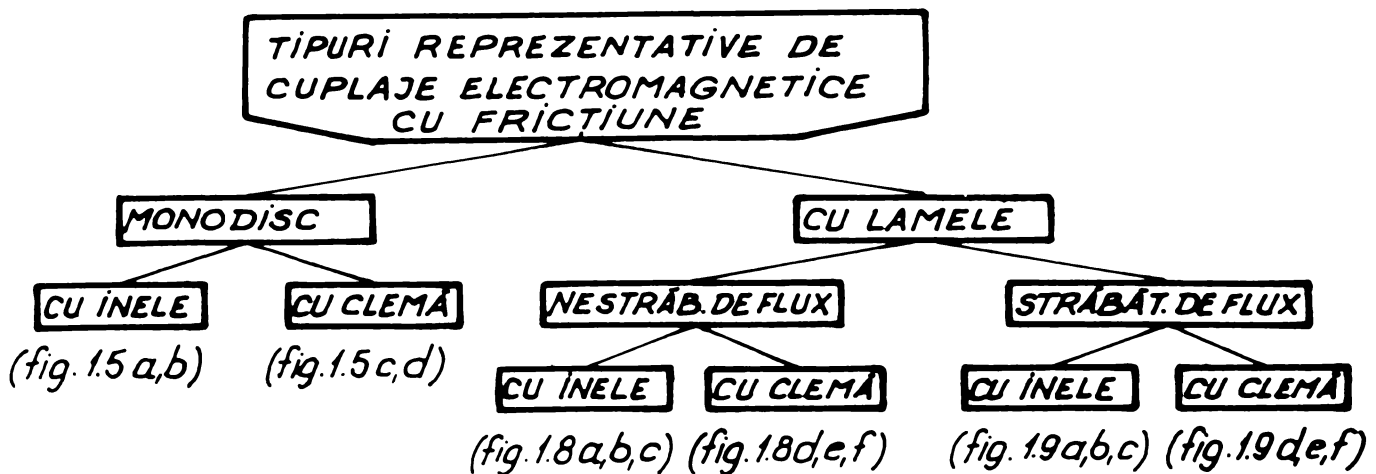 TIPURI REPREZENTATIVE DE
CUPLAJE ELECTROMAGNETICE
CU FRICȚIUNE
MONODISC
CU LAMELE
CU INELE
CU CLEMĂ
NESTRĂB. DE FLUX
STRĂBĂT. DE FLUX
(fig. 1.5 a,b)
(fig. 1.5 c,d)
CU INELE
CU CLEMĂ
CU INELE
CU CLEMĂ
(fig. 1.8 a,b,c)
(fig. 1.8 d,e,f)
(fig. 1.9 a,b,c)
(fig. 1.9 d,e,f)